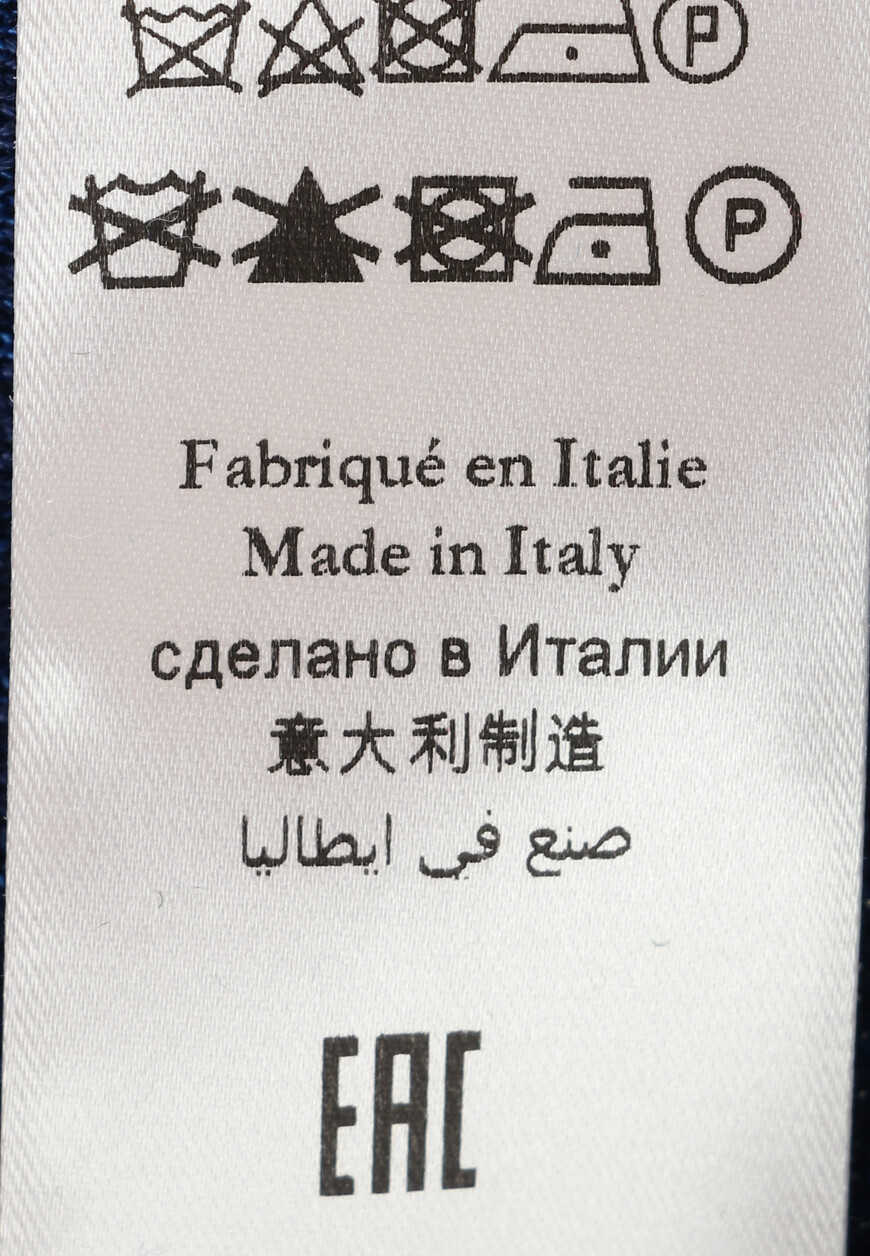 P
P
Fabriqué en Italie
Made in Italy
сделано в Италии
意大利制造
صنع في ايطاليا
EAC